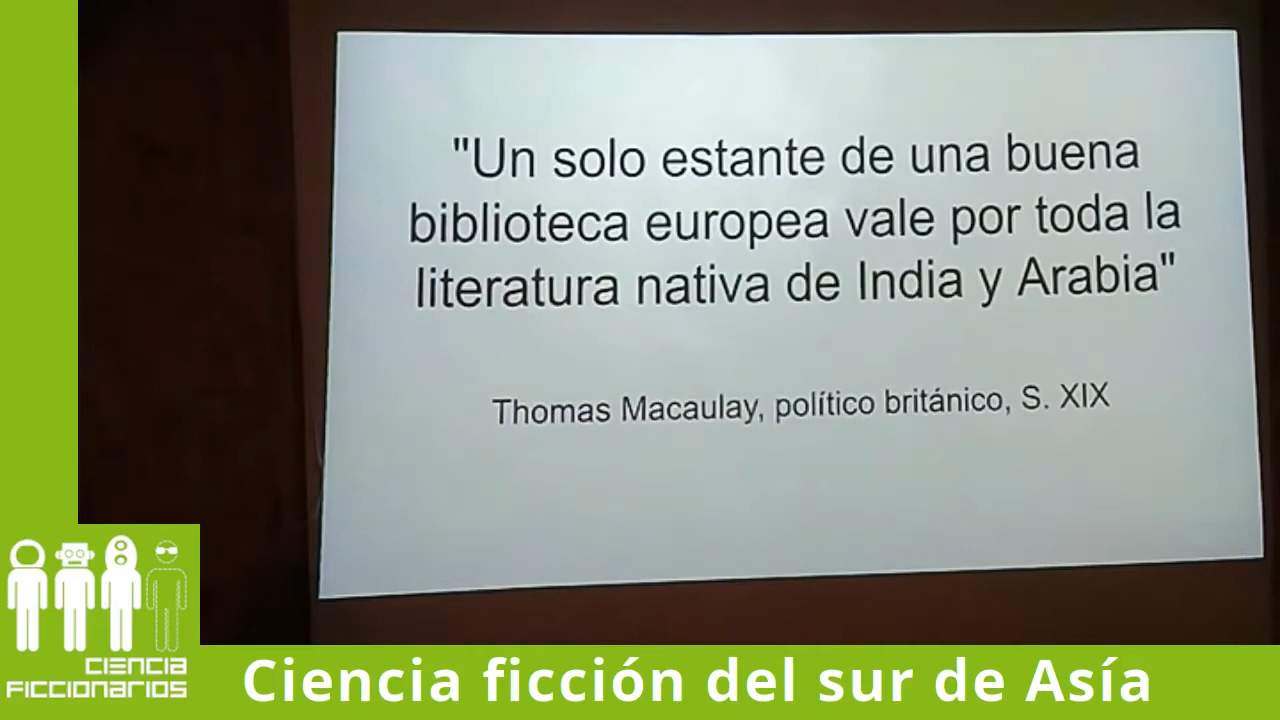 "Un solo estante de una buena
biblioteca europea vale por toda la
literatura nativa de India y Arabia"
Thomas Macaulay, político británico, S. XIX
CIENCIA
FICCIONARIOS
Ciencia ficción del sur de Asía